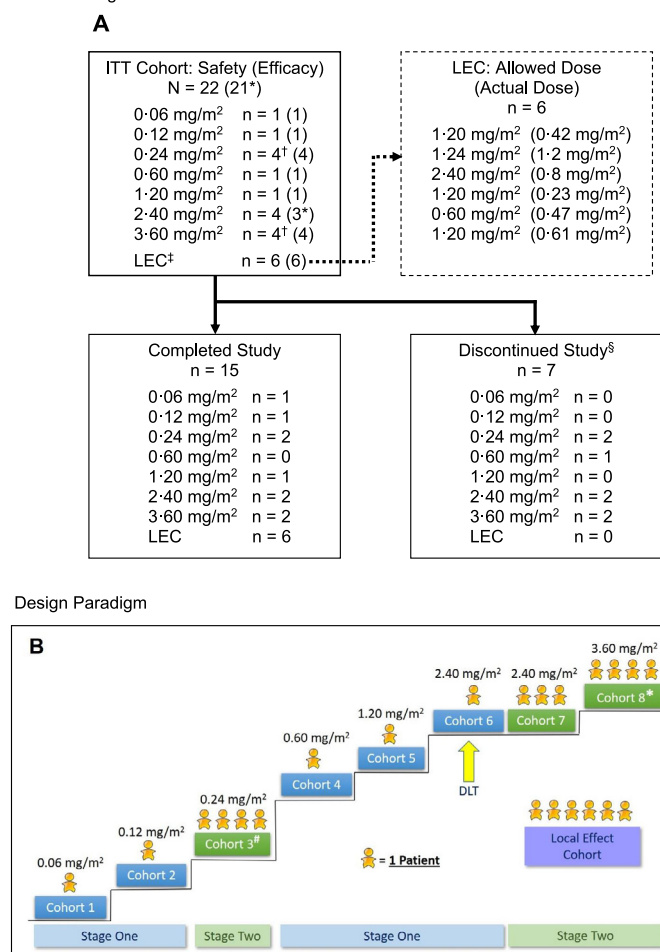 A
ITT Cohort: Safety (Efficacy)
N = 22 (21*)
0·06 mg/m² n = 1 (1)
0·12 mg/m² n = 1 (1)
0·24 mg/m² n = 4† (4)
0·60 mg/m² n = 1 (1)
1·20 mg/m² n = 1 (1)
2·40 mg/m² n = 4 (3*)
3·60 mg/m² n = 4† (4)
LEC‡ n = 6 (6)
LEC: Allowed Dose
(Actual Dose)
n = 6
1·20 mg/m² (0·42 mg/m²)
1·24 mg/m² (1·2 mg/m²)
2·40 mg/m² (0·8 mg/m²)
1·20 mg/m² (0·23 mg/m²)
0·60 mg/m² (0·47 mg/m²)
1·20 mg/m² (0·61 mg/m²)
Completed Study
n = 15
0·06 mg/m² n = 1
0·12 mg/m² n = 1
0·24 mg/m² n = 2
0·60 mg/m² n = 0
1·20 mg/m² n = 1
2·40 mg/m² n = 2
3·60 mg/m² n = 2
LEC n = 6
Discontinued Study§
n = 7
0·06 mg/m² n = 0
0·12 mg/m² n = 0
0·24 mg/m² n = 2
0·60 mg/m² n = 1
1·20 mg/m² n = 0
2·40 mg/m² n = 2
3·60 mg/m² n = 2
LEC n = 0
Design Paradigm
B
0.06 mg/m²
Cohort 1
0.12 mg/m²
Cohort 2
0.24 mg/m²
Cohort 3#
0.60 mg/m²
Cohort 4
1.20 mg/m²
Cohort 5
2.40 mg/m²
Cohort 6
DLT
2.40 mg/m²
Cohort 7
3.60 mg/m²
Cohort 8*
= 1 Patient
Local Effect
Cohort
Stage One
Stage Two
Stage One
Stage Two